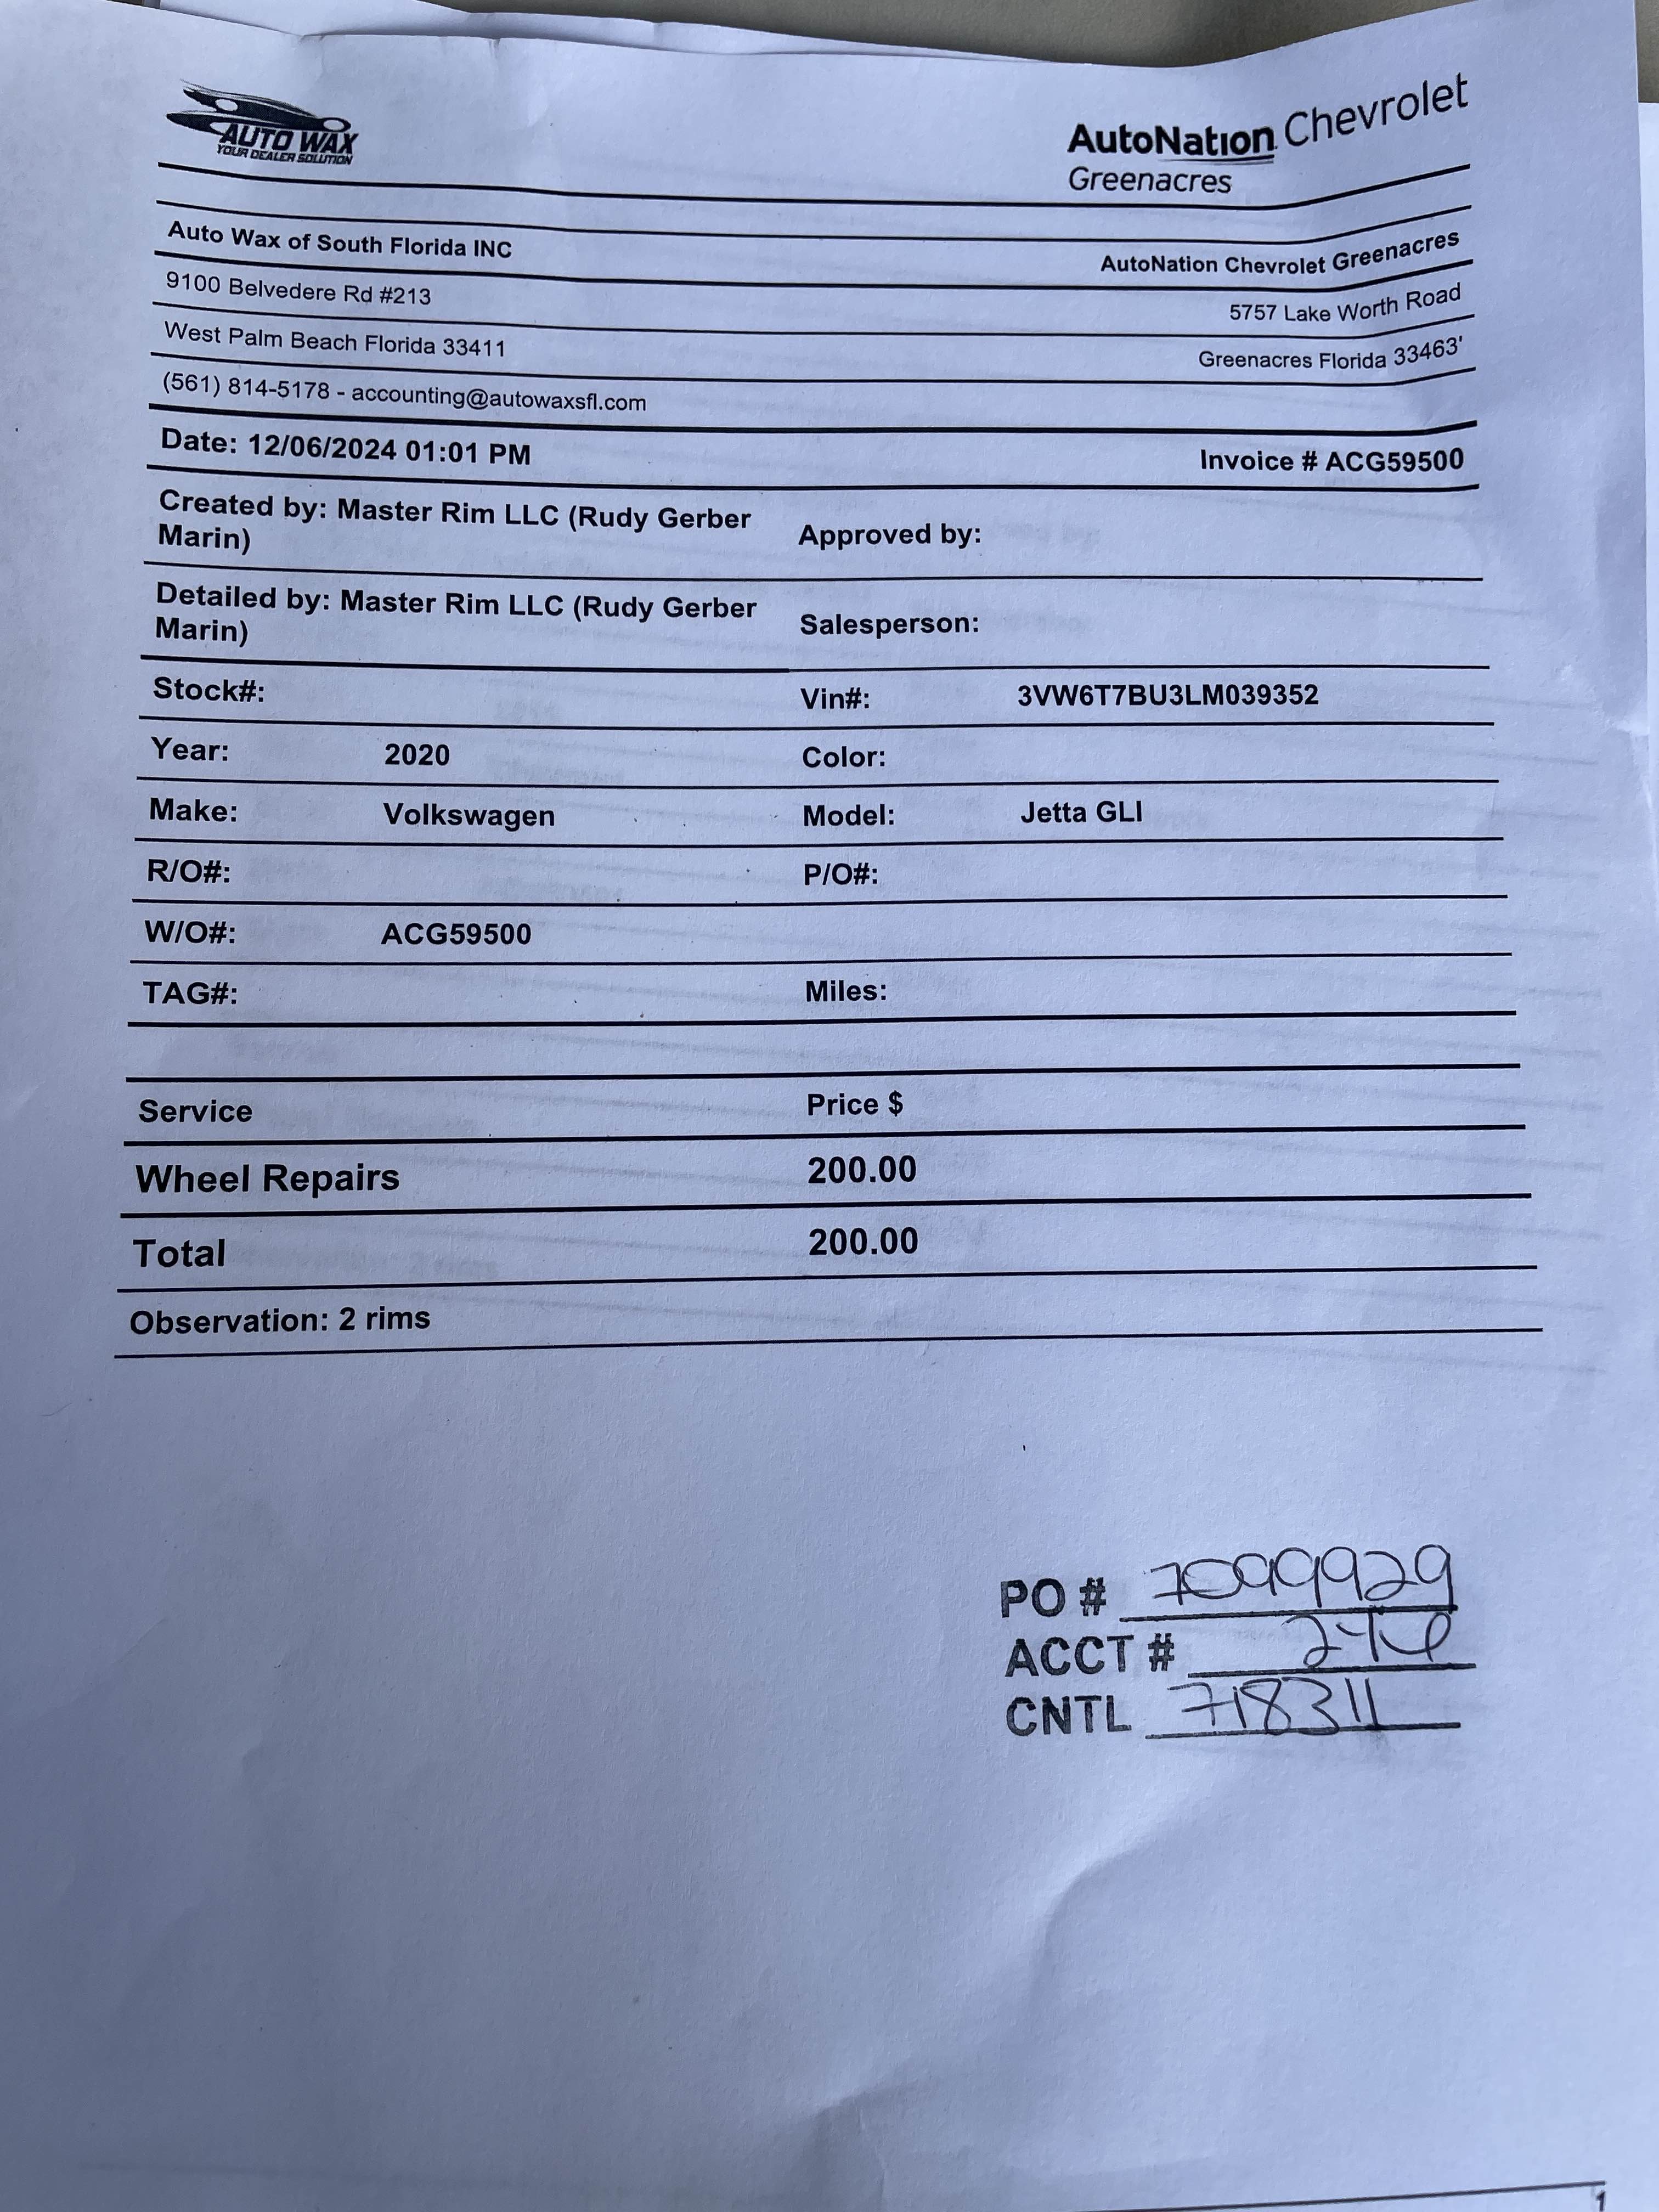 AUTO WAX
YOUR DEALER SOLUTION
AutoNation Chevrolet
Greenacres
Auto Wax of South Florida INC
AutoNation Chevrolet Greenacres
9100 Belvedere Rd #213
5757 Lake Worth Road
West Palm Beach Florida 33411
Greenacres Florida 33463'
(561) 814-5178 - accounting@autowaxsfl.com
Date: 12/06/2024 01:01 PM
Invoice # ACG59500
Created by: Master Rim LLC (Rudy Gerber
Marin)
Approved by:
Detailed by: Master Rim LLC (Rudy Gerber
Marin)
Salesperson:
Stock#:
Vin#: 3VW6T7BU3LM039352
Year: 2020
Color:
Make: Volkswagen
Model: Jetta GLI
R/O#:
P/O#:
W/O#: ACG59500
TAG#:
Miles:
Service Price $
Wheel Repairs 200.00
Total 200.00
Observation: 2 rims
PO # 7099929
ACCT #
CNTL 718311
1